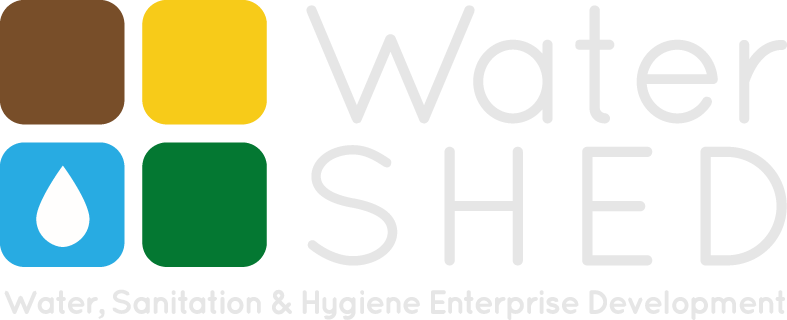 Water
SHED
Water, Sanitation & Hygiene Enterprise Development